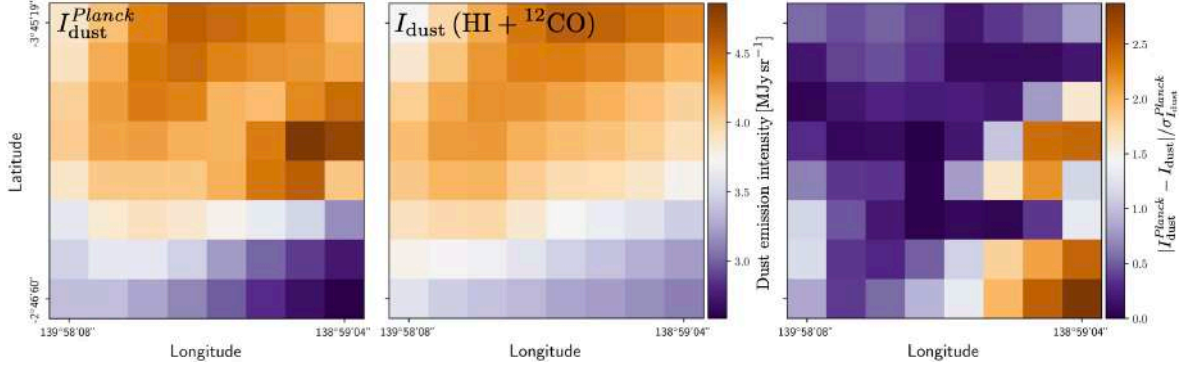 I_dust^Planck
I_dust (HI + ¹²CO)
-3°45'19"
-2°46'60"
Latitude
139°58'08"
138°59'04"
Longitude
139°58'08"
138°59'04"
Longitude
4.5
4.0
3.5
3.0
Dust emission intensity [MJy sr⁻¹]
139°58'08"
138°59'04"
Longitude
2.5
2.0
1.5
1.0
0.5
0.0
|I_dust^Planck − I_dust|/σ_I_dust^Planck